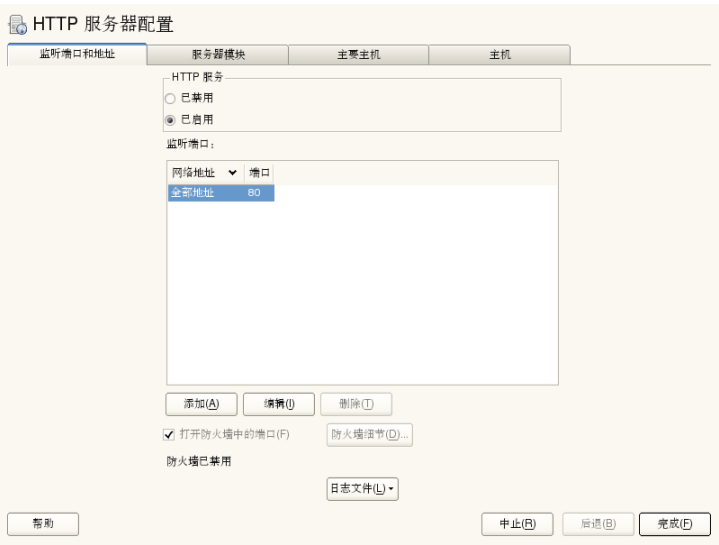 HTTP 服务器配置
监听端口和地址 服务器模块 主要主机 主机
HTTP 服务
已禁用
已启用
监听端口：
网络地址 端口
全部地址 80
添加(A) 编辑(I) 删除(T)
打开防火墙中的端口(F) 防火墙细节(D)...
防火墙已禁用
日志文件(L)
帮助 中止(R) 后退(B) 完成(F)